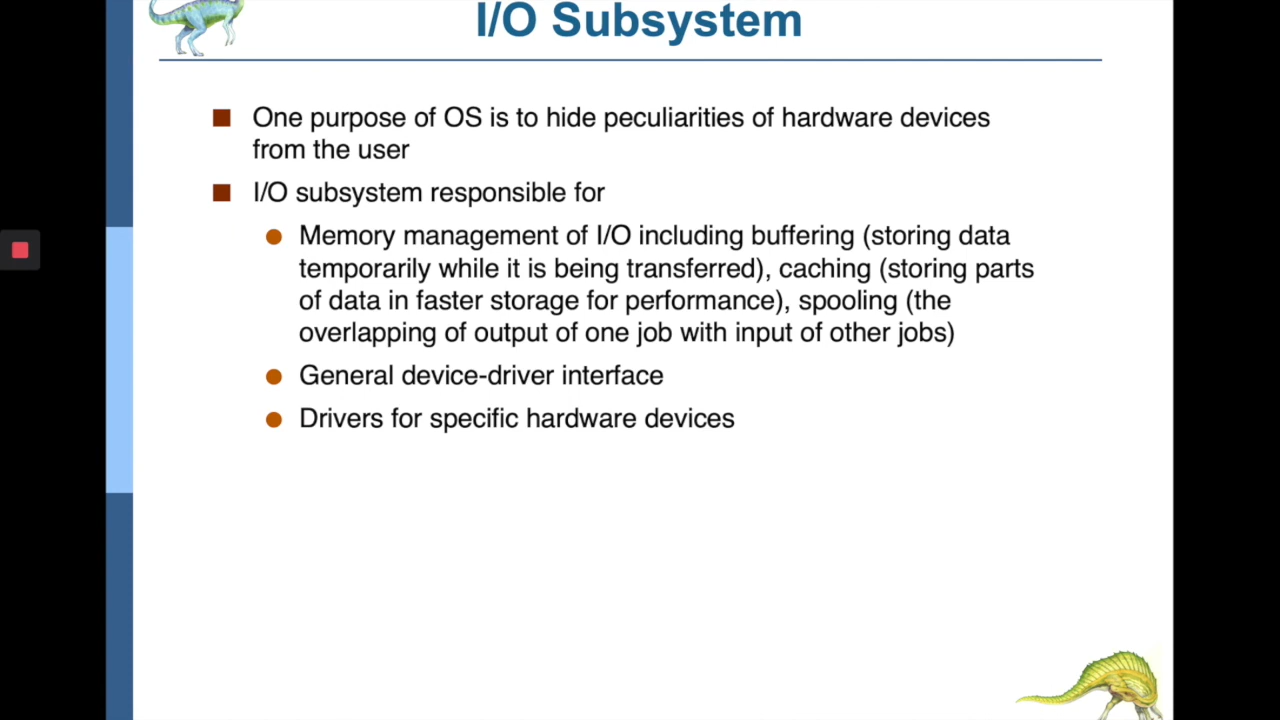 I/O Subsystem
One purpose of OS is to hide peculiarities of hardware devices
from the user
I/O subsystem responsible for
Memory management of I/O including buffering (storing data
temporarily while it is being transferred), caching (storing parts
of data in faster storage for performance), spooling (the
overlapping of output of one job with input of other jobs)
General device-driver interface
Drivers for specific hardware devices